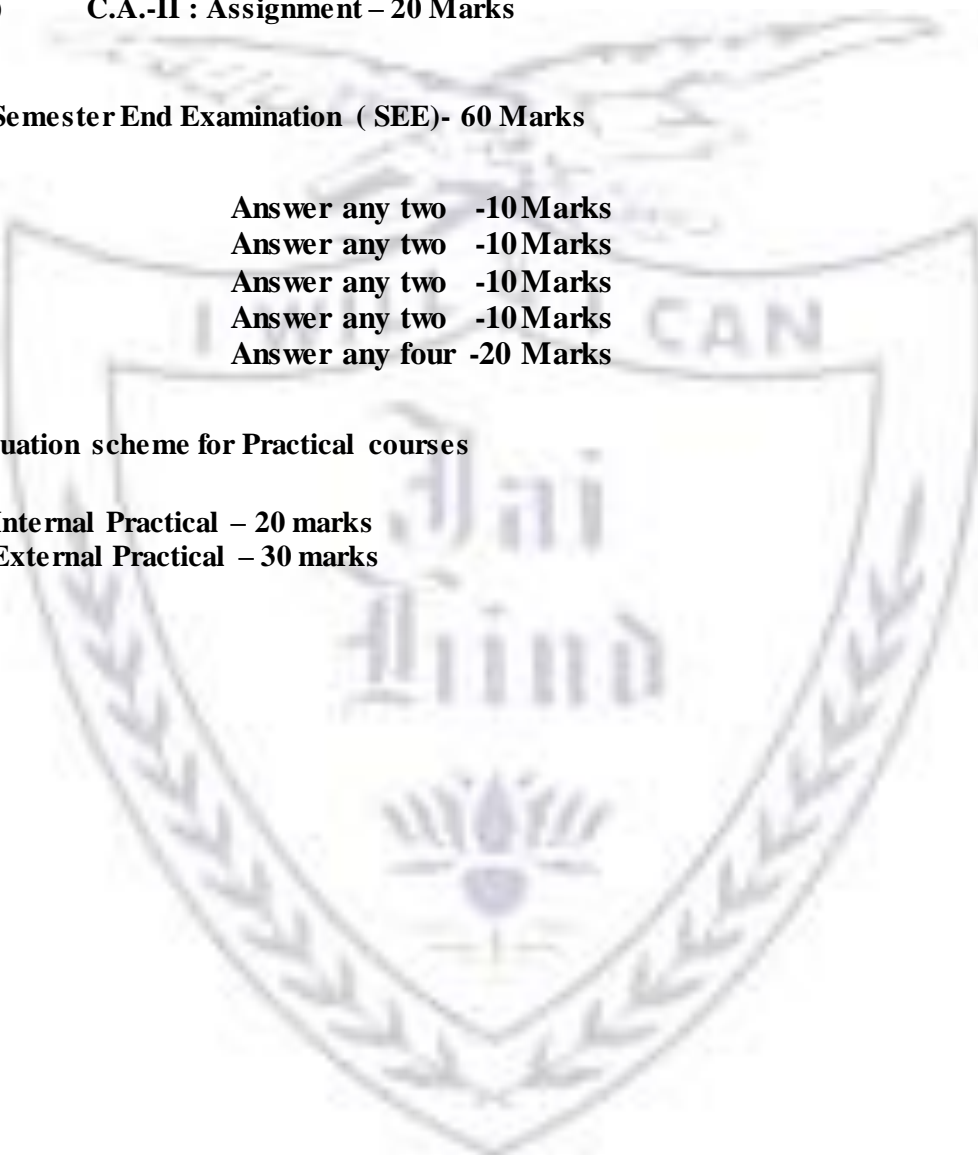 ) C.A.-II : Assignment – 20 Marks
Semester End Examination ( SEE)- 60 Marks
Answer any two -10 Marks
Answer any two -10 Marks
Answer any two -10 Marks
Answer any two -10 Marks
I CAN
Answer any four -20 Marks
uation scheme for Practical courses
Jai
Internal Practical – 20 marks
External Practical – 30 marks
Hind